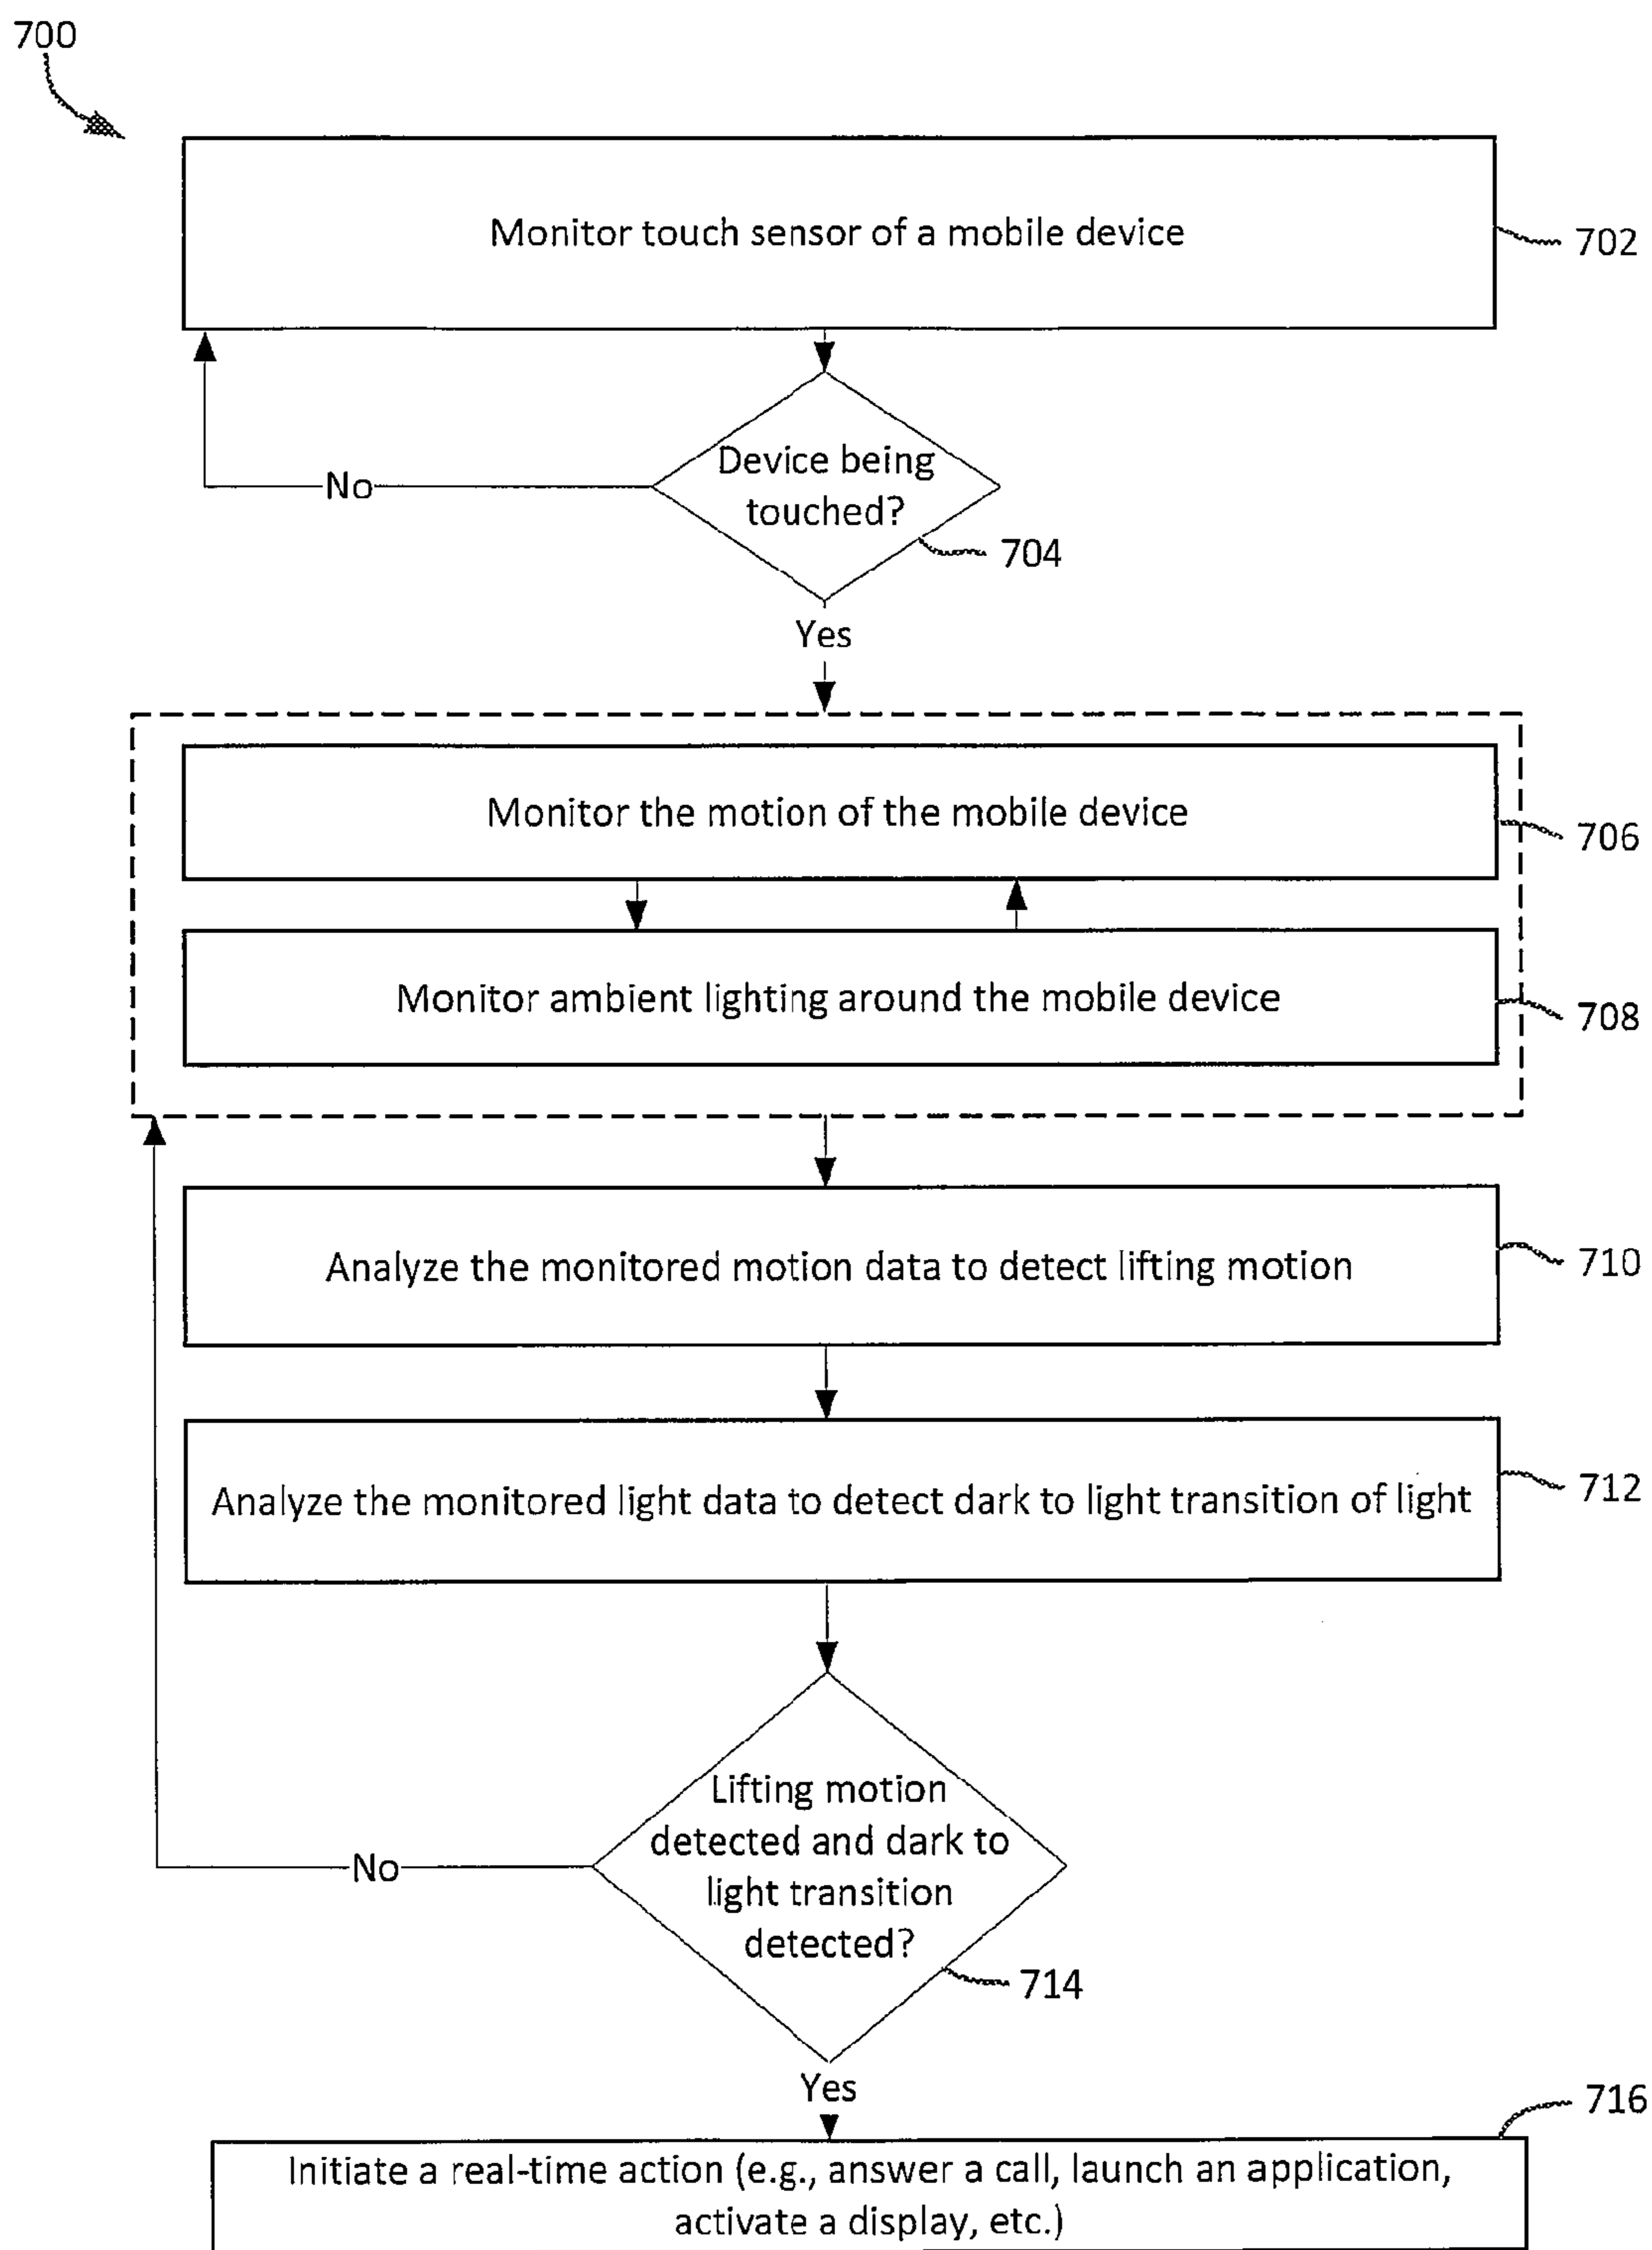 700
Monitor touch sensor of a mobile device
702
Device being
touched?
704
No
Yes
Monitor the motion of the mobile device
706
Monitor ambient lighting around the mobile device
708
Analyze the monitored motion data to detect lifting motion
710
Analyze the monitored light data to detect dark to light transition of light
712
Lifting motion
detected and dark to
light transition
detected?
714
No
Yes
716
Initiate a real-time action (e.g., answer a call, launch an application,
activate a display, etc.)